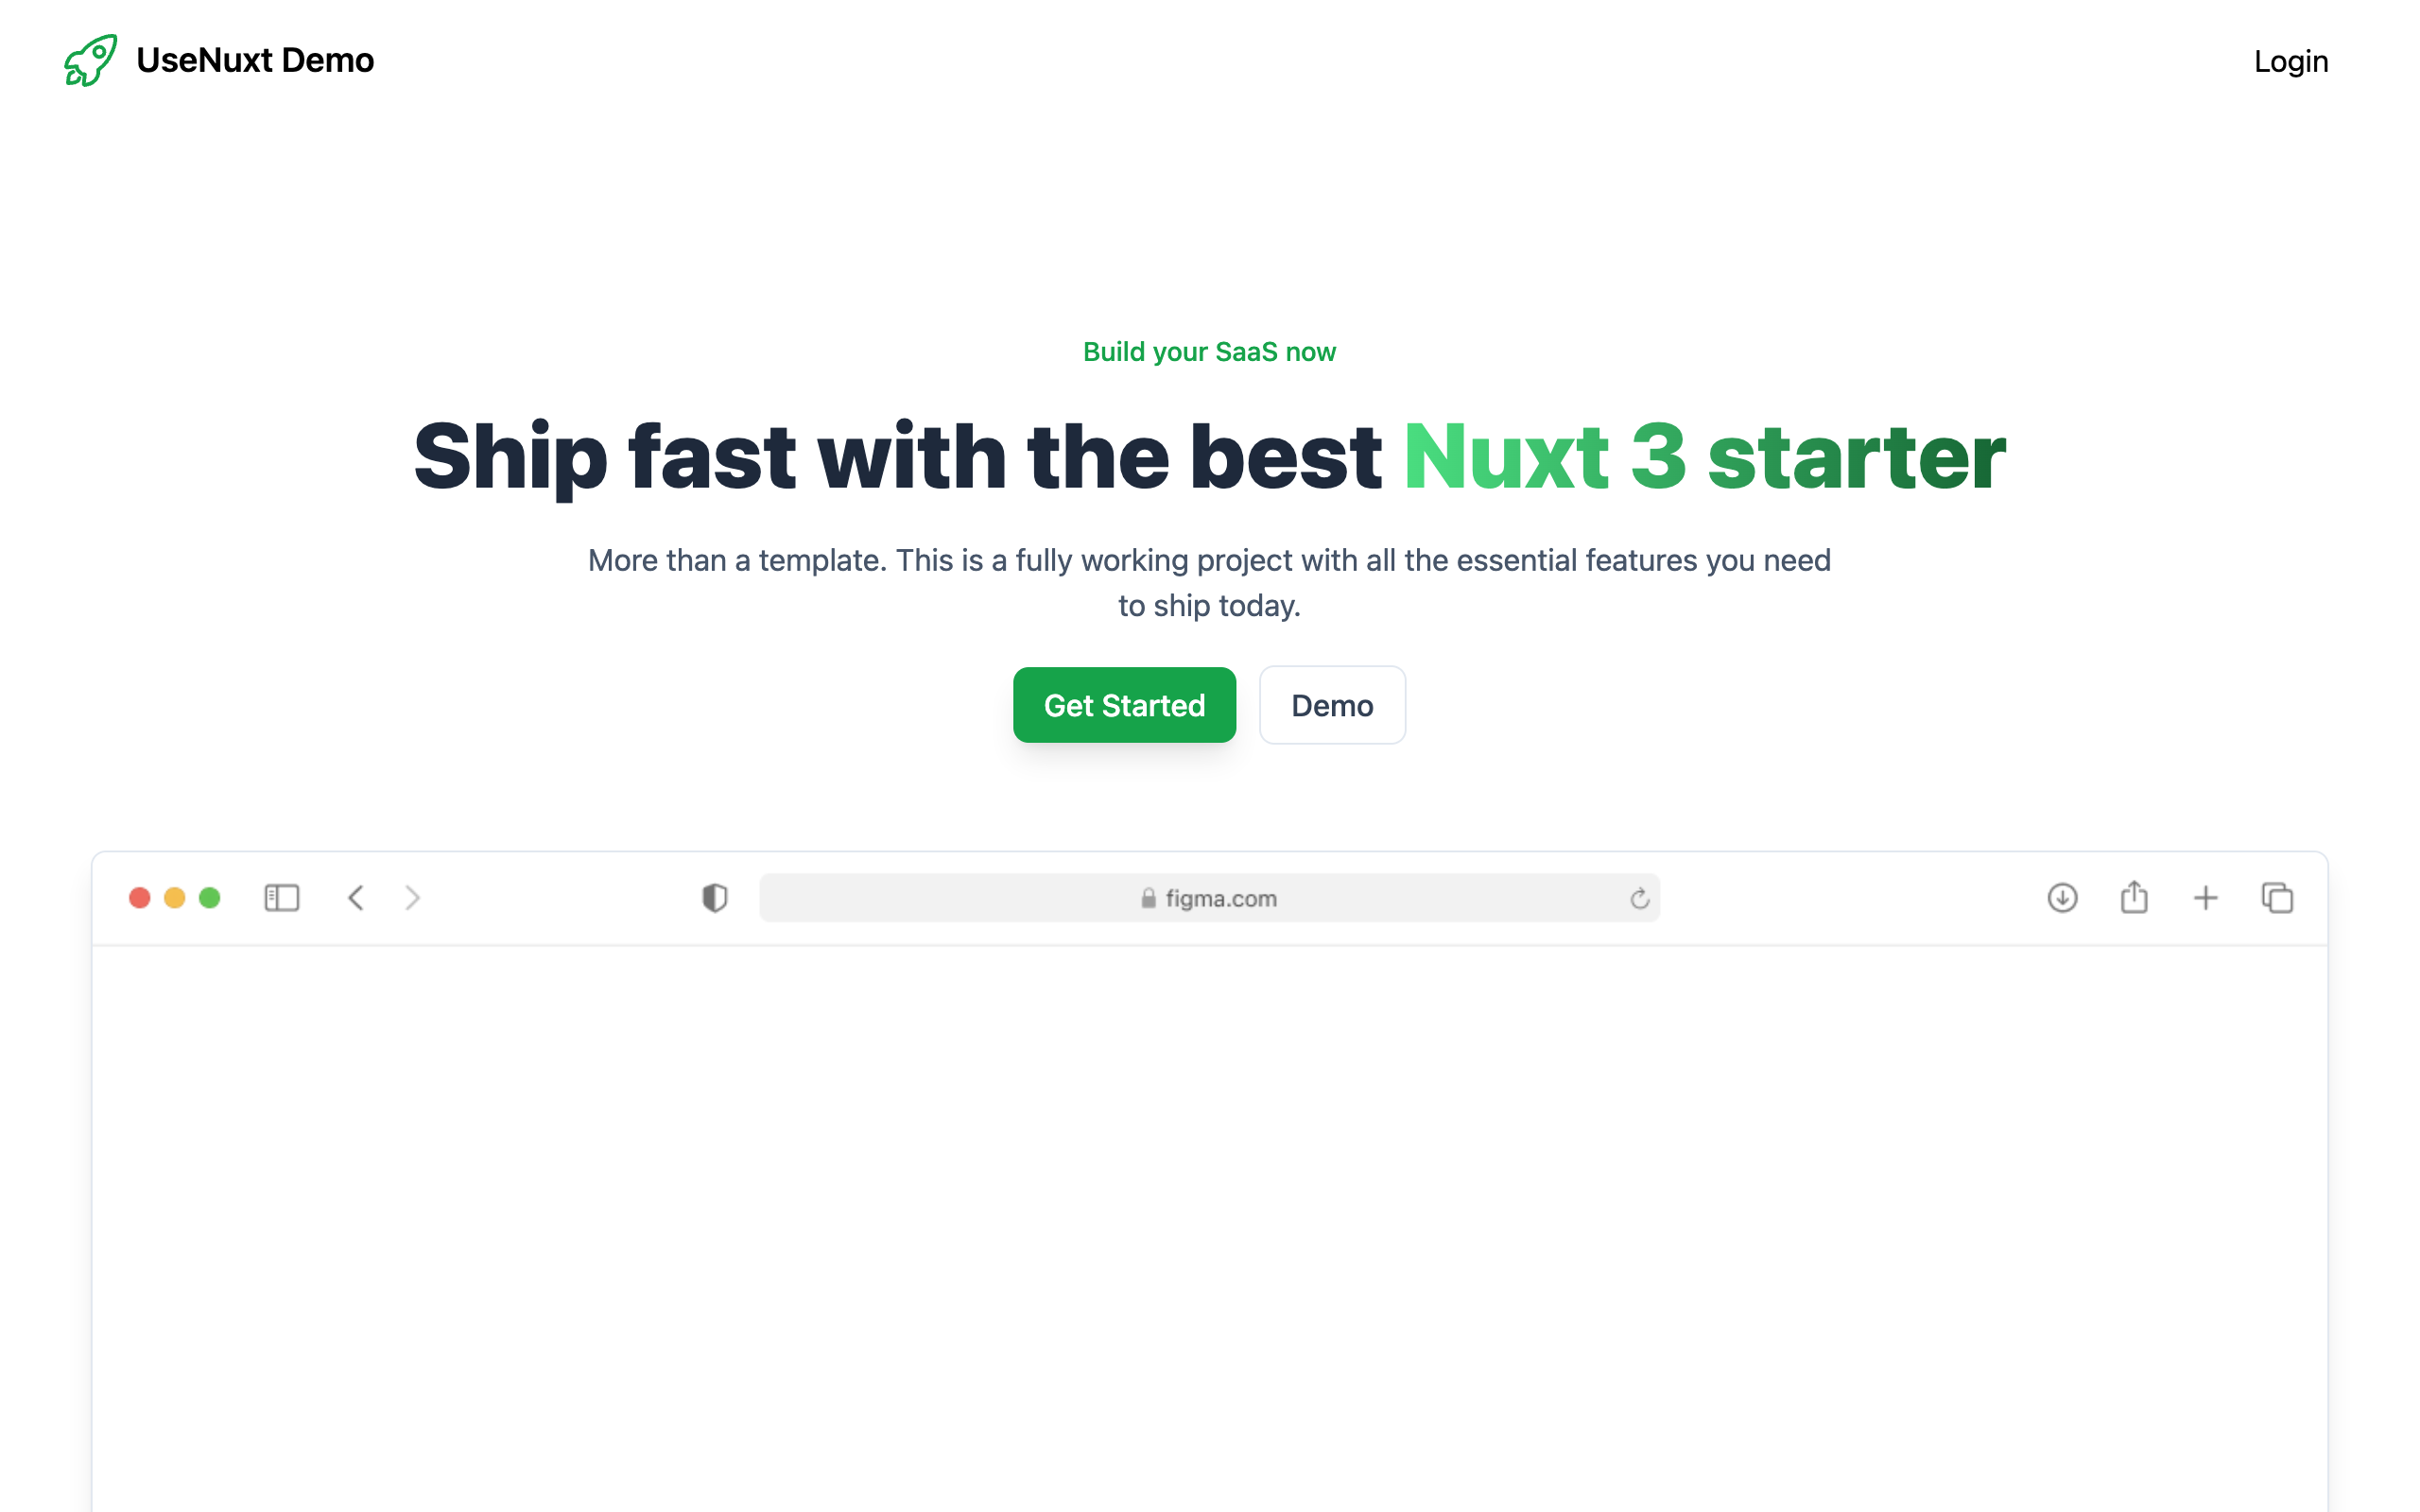 UseNuxt Demo
Login
Build your SaaS now
Ship fast with the best Nuxt 3 starter
More than a template. This is a fully working project with all the essential features you need
to ship today.
Get Started
Demo
figma.com